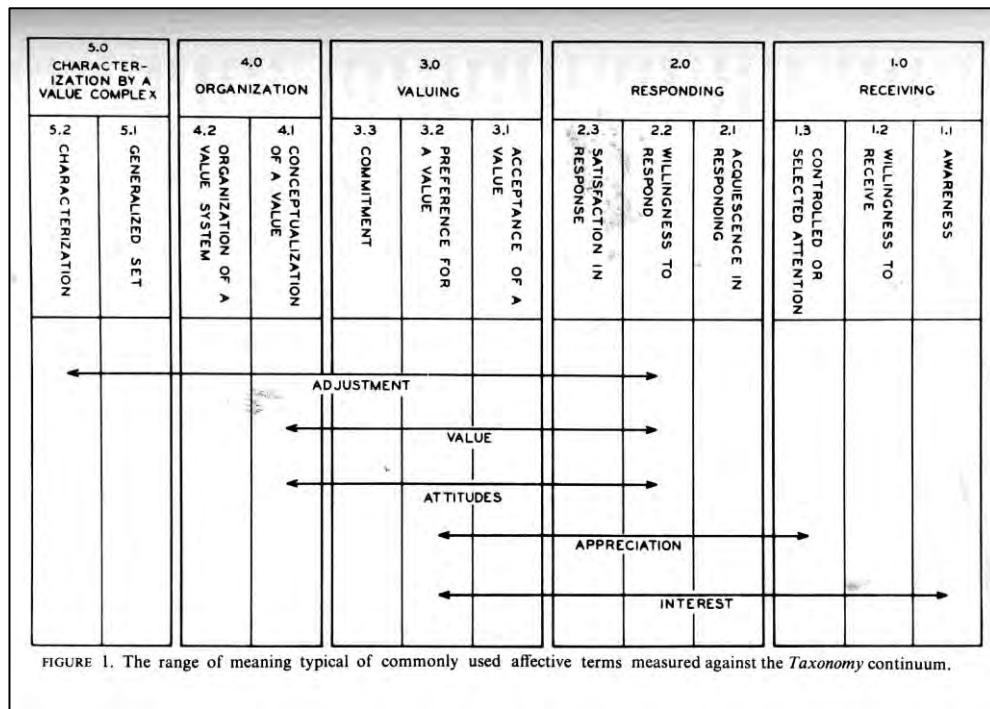 5.0
CHARACTER-
IZATION BY A
VALUE COMPLEX
4.0
ORGANIZATION
3.0
VALUING
2.0
RESPONDING
1.0
RECEIVING
5.2
CHARACTERIZATION
5.1
GENERALIZED SET
4.2
ORGANIZATION OF A
VALUE SYSTEM
4.1
CONCEPTUALIZATION
OF A VALUE
3.3
COMMITMENT
3.2
PREFERENCE FOR
A VALUE
3.1
ACCEPTANCE OF A
VALUE
2.3
SATISFACTION IN
RESPONSE
2.2
WILLINGNESS TO
RESPOND
2.1
ACQUIESCENCE IN
RESPONDING
1.3
CONTROLLED OR
SELECTED ATTENTION
1.2
WILLINGNESS TO
RECEIVE
1.1
AWARENESS
ADJUSTMENT
VALUE
ATTITUDES
APPRECIATION
INTEREST
FIGURE 1. The range of meaning typical of commonly used affective terms measured against the Taxonomy continuum.